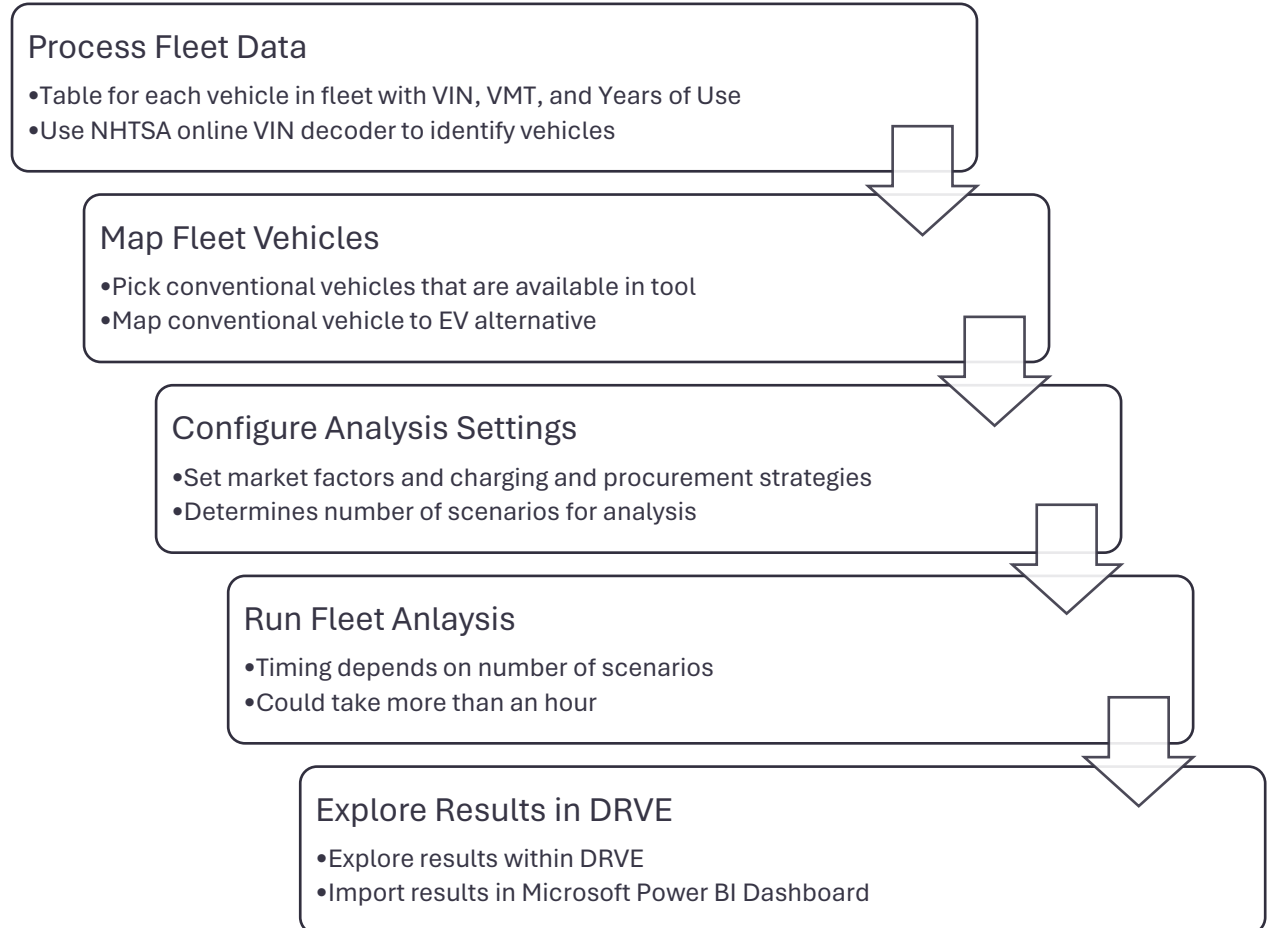 Process Fleet Data
•Table for each vehicle in fleet with VIN, VMT, and Years of Use
•Use NHTSA online VIN decoder to identify vehicles
Map Fleet Vehicles
•Pick conventional vehicles that are available in tool
•Map conventional vehicle to EV alternative
Configure Analysis Settings
•Set market factors and charging and procurement strategies
•Determines number of scenarios for analysis
Run Fleet Anlaysis
•Timing depends on number of scenarios
•Could take more than an hour
Explore Results in DRVE
•Explore results within DRVE
•Import results in Microsoft Power BI Dashboard